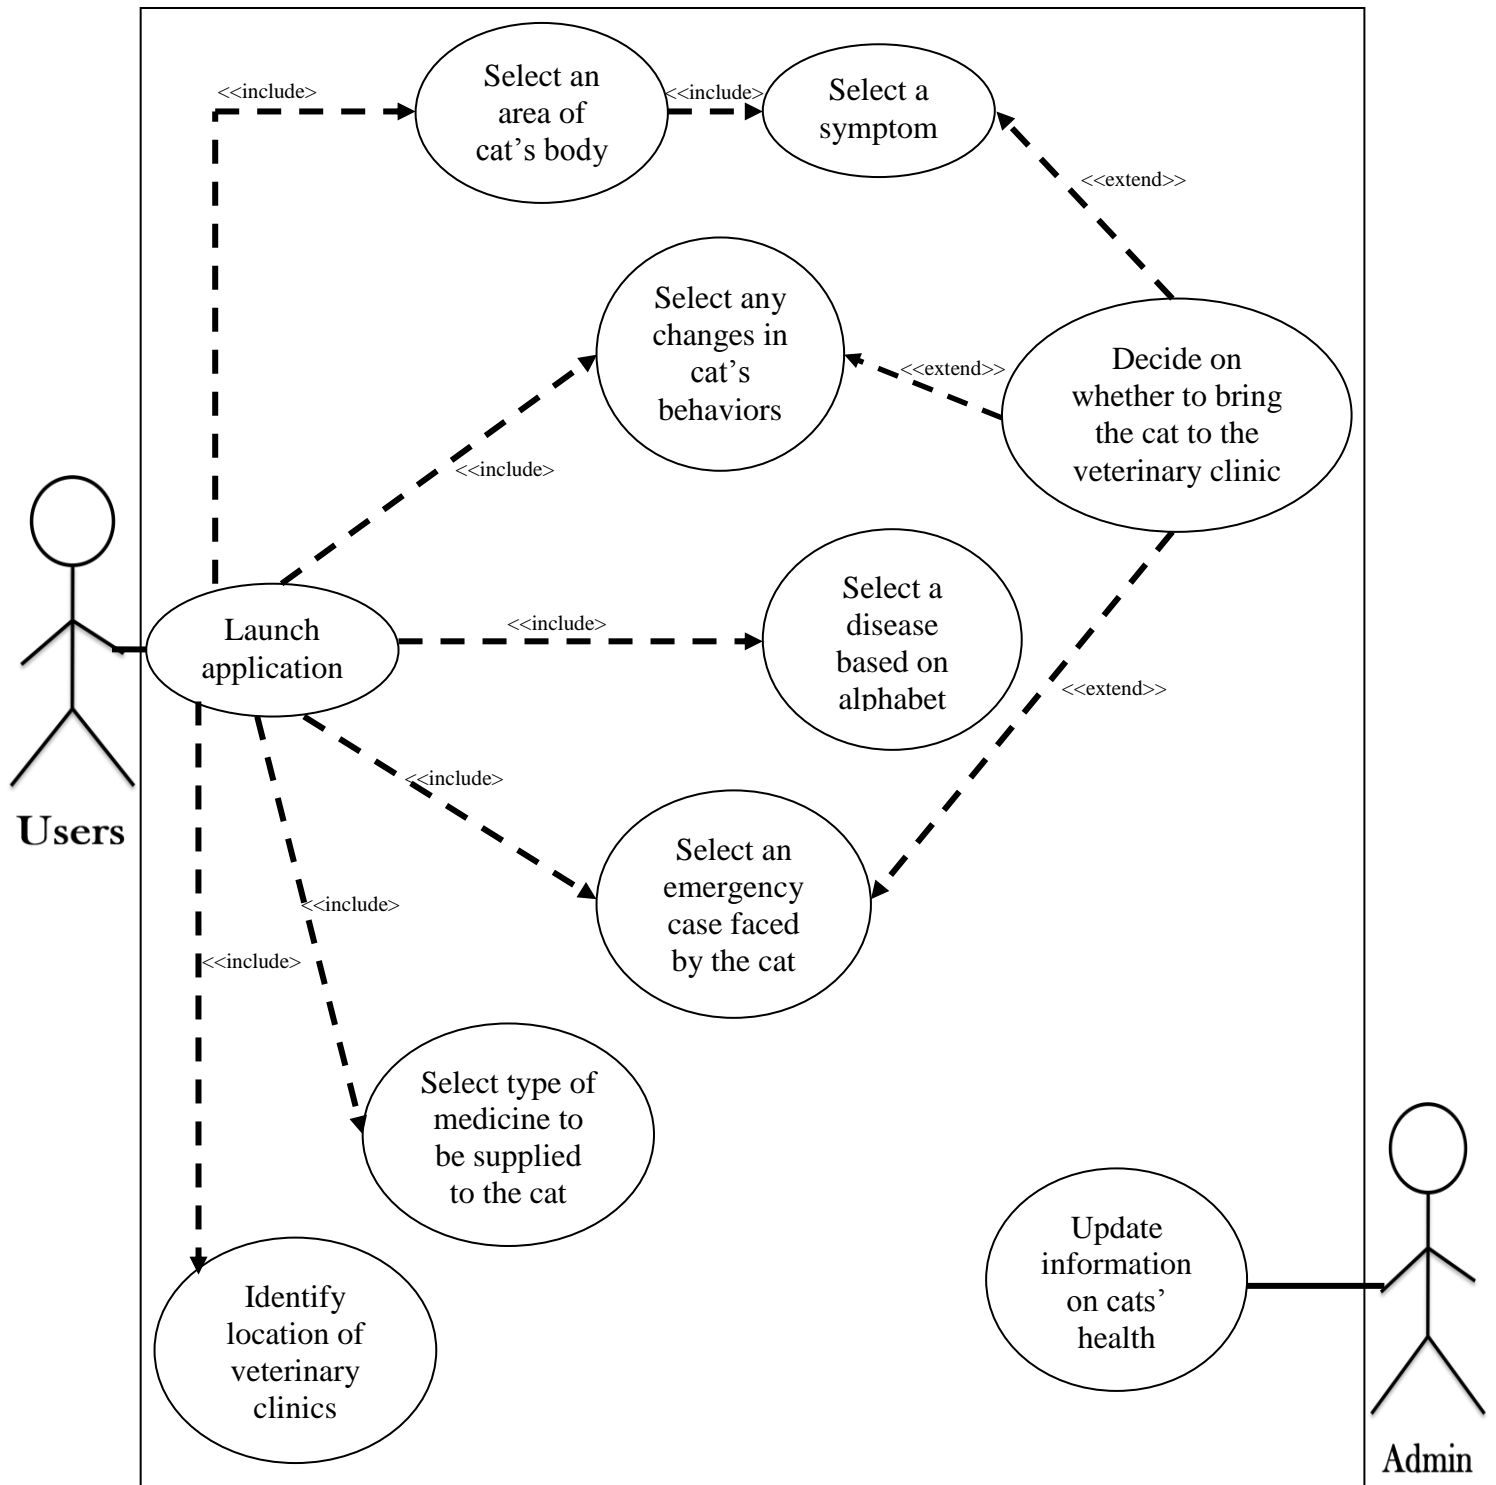 <<include>
Select an
area of
cat’s body
<<include>
Select a
symptom
<<extend>>
Select any
changes in
cat’s
behaviors
<<include>
<<extend>>
Decide on
whether to bring
the cat to the
veterinary clinic
Users
Launch
application
<<include>
Select a
disease
based on
alphabet
<<extend>>
<<include>
Select an
emergency
case faced
by the cat
<<include>
<<include>
Select type of
medicine to
be supplied
to the cat
Identify
location of
veterinary
clinics
Update
information
on cats’
health
Admin